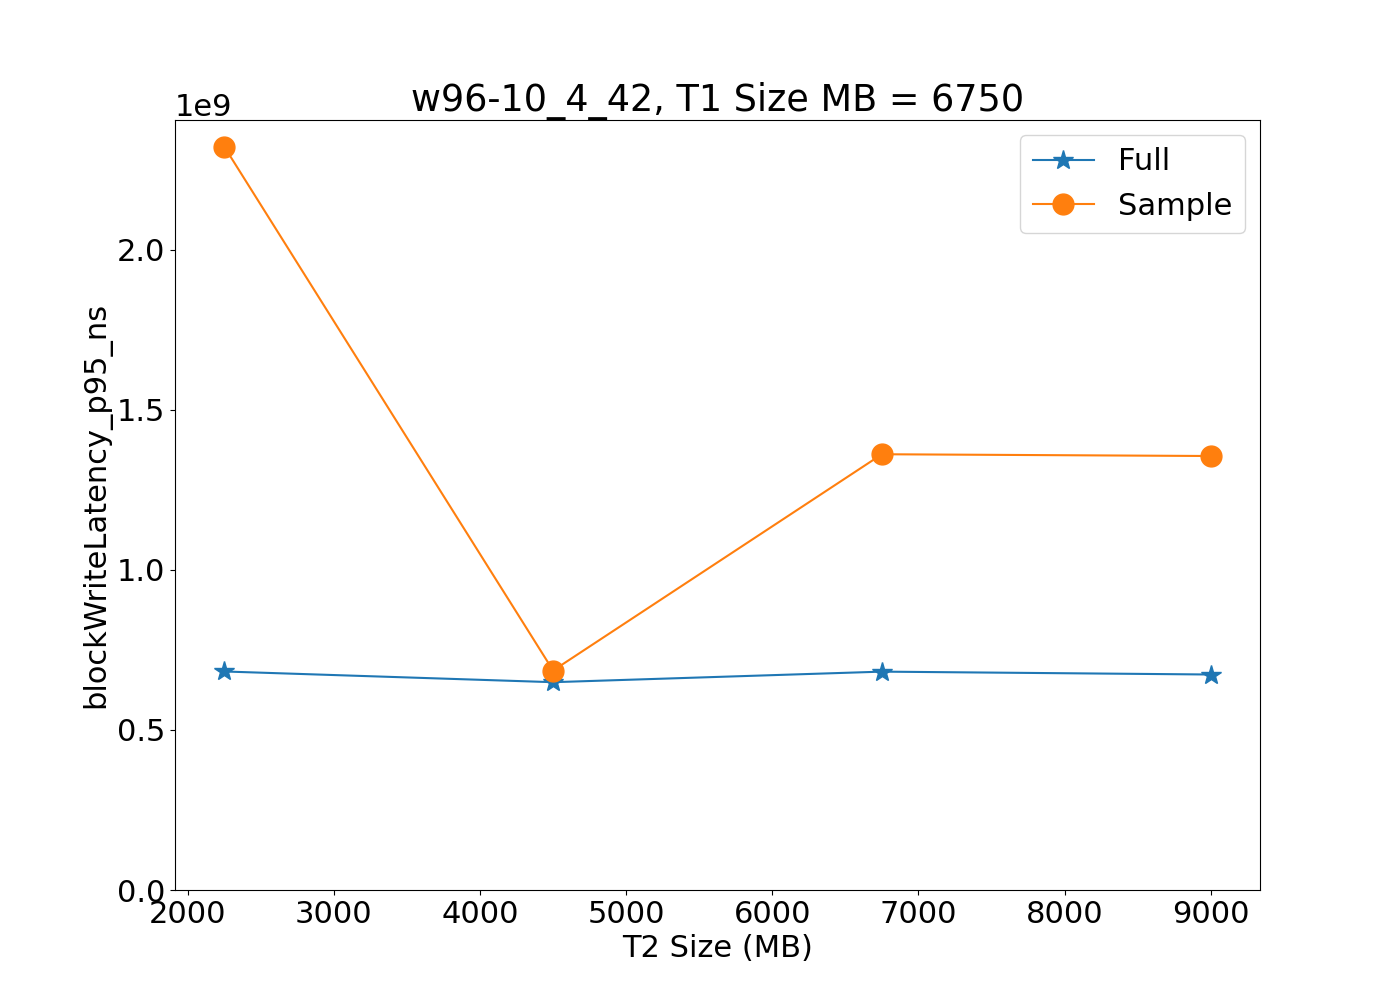 w96-10_4_42, T1 Size MB = 6750
1e9
Full
Sample
2.0
1.5
1.0
0.5
0.0
blockWriteLatency_p95_ns
2000 3000 4000 5000 6000 7000 8000 9000
T2 Size (MB)